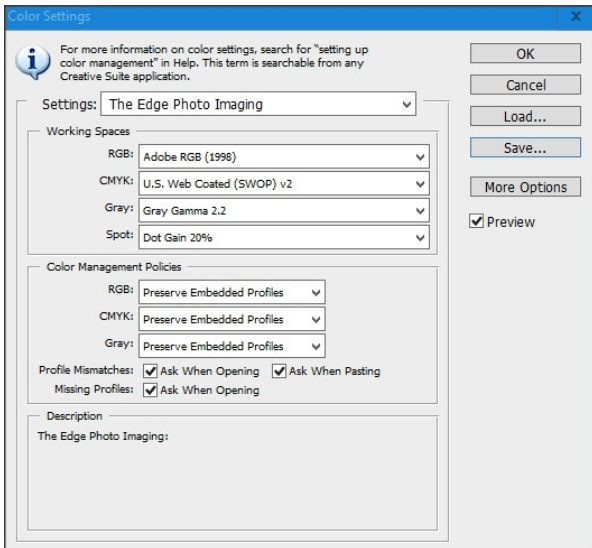 Color Settings
X
For more information on color settings, search for "setting up
color management" in Help. This term is searchable from any
Creative Suite application.
Settings: The Edge Photo Imaging
Working Spaces
RGB: Adobe RGB (1998)
CMYK: U.S. Web Coated (SWOP) v2
Gray: Gray Gamma 2.2
Spot: Dot Gain 20%
Color Management Policies
RGB: Preserve Embedded Profiles
CMYK: Preserve Embedded Profiles
Gray: Preserve Embedded Profiles
Profile Mismatches: Ask When Opening Ask When Pasting
Missing Profiles: Ask When Opening
Description
The Edge Photo Imaging:
OK
Cancel
Load...
Save...
More Options
Preview